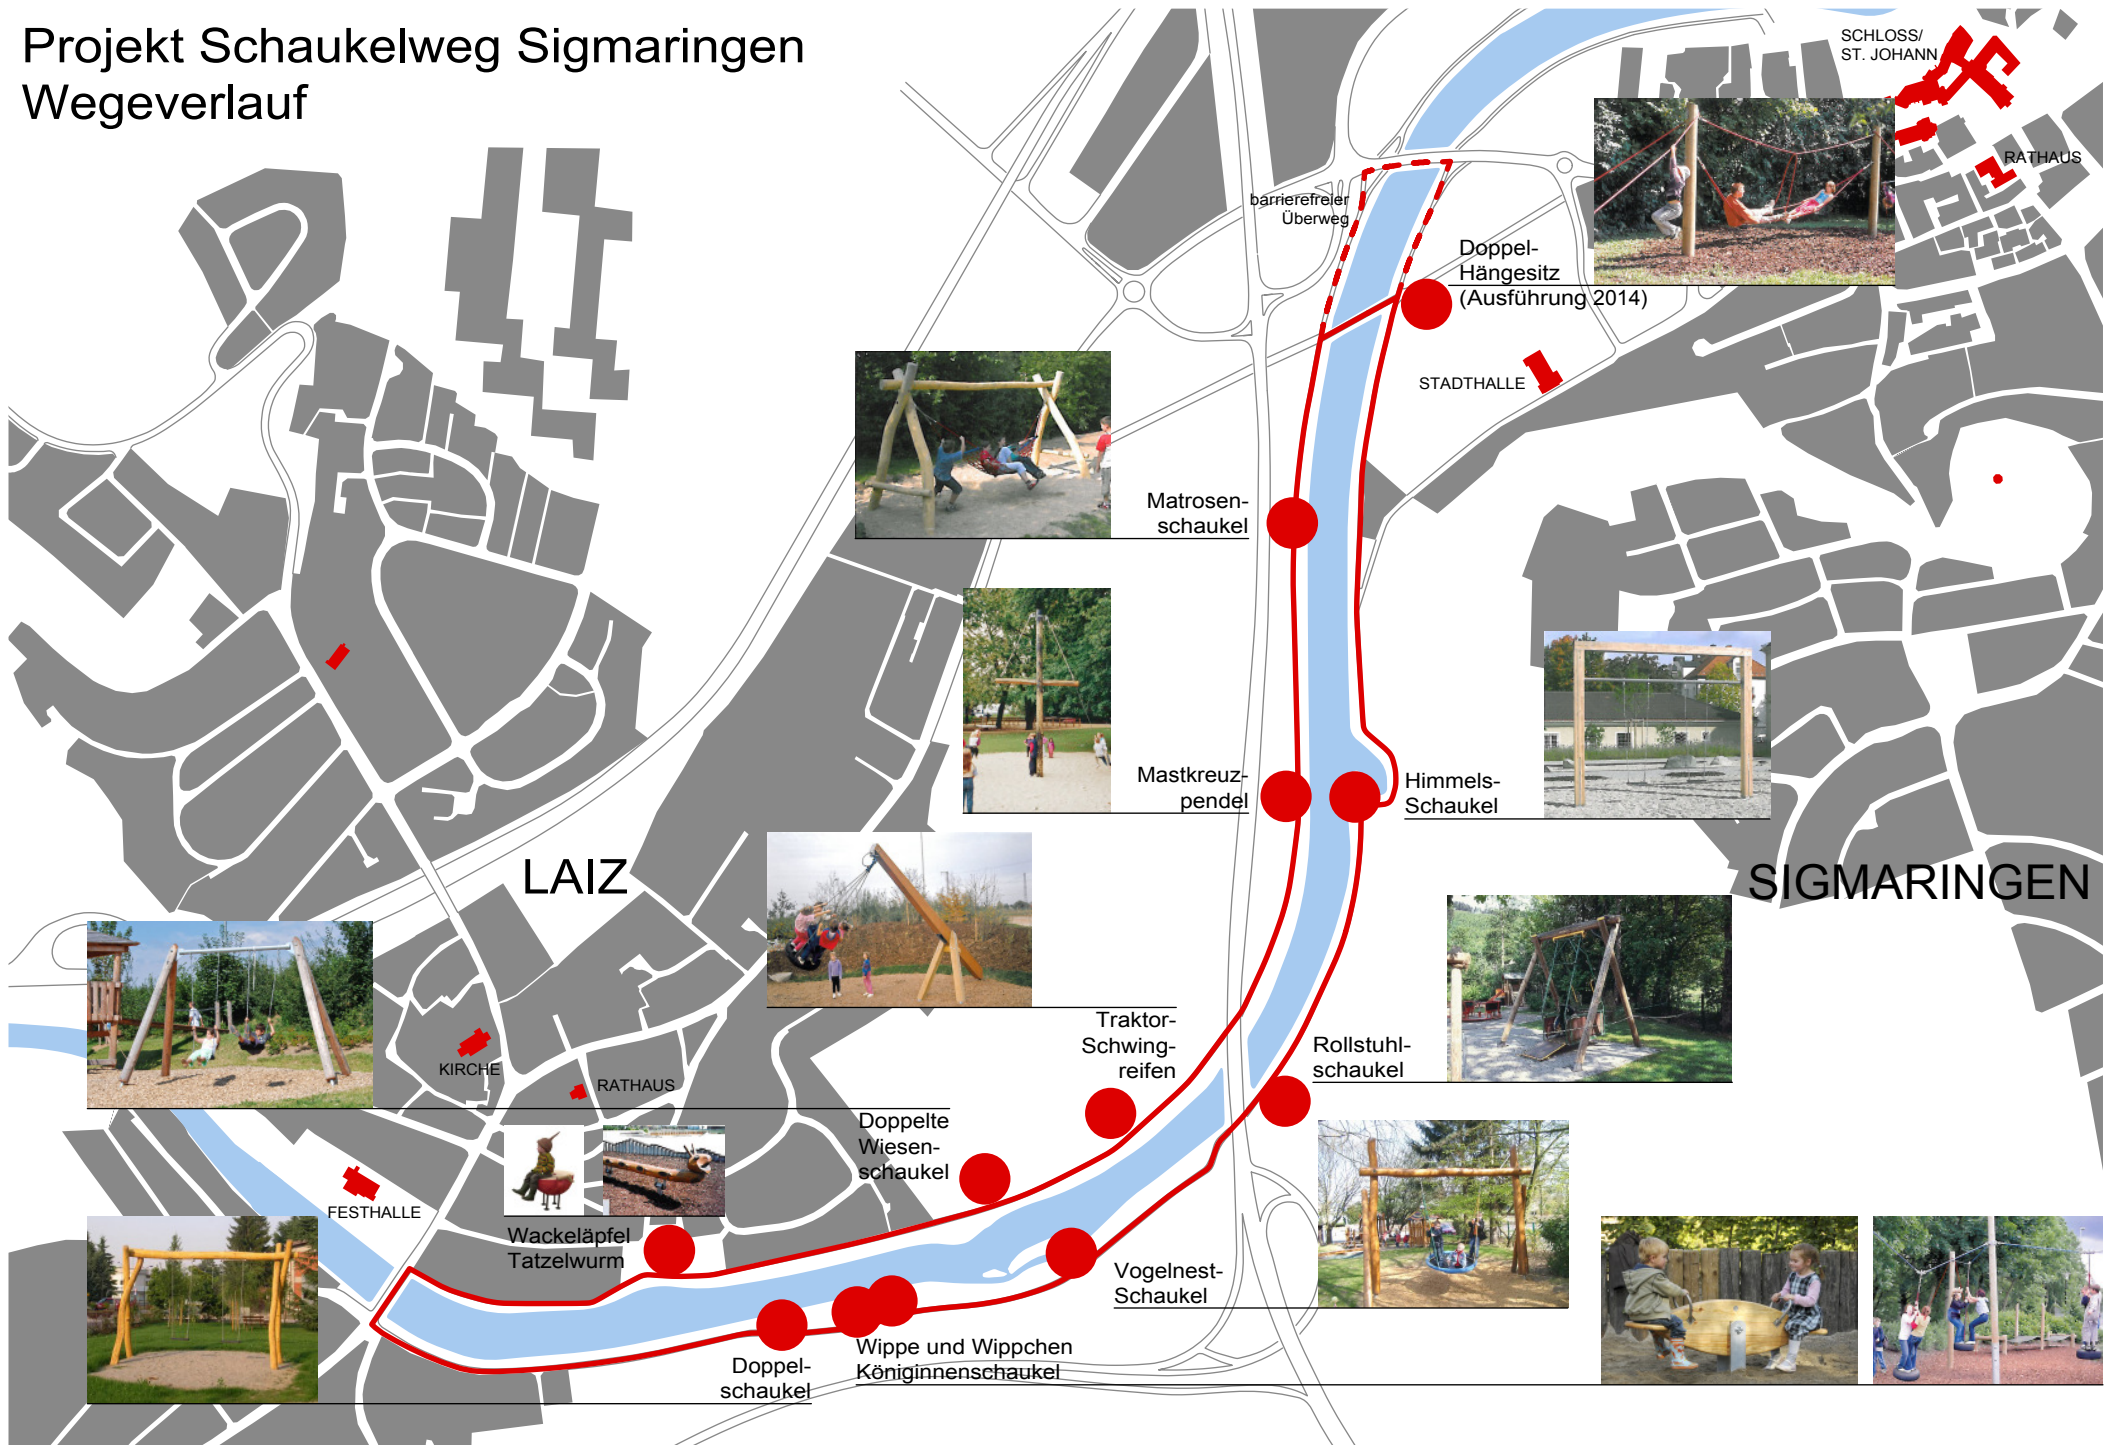 Projekt Schaukelweg Sigmaringen
Wegeverlauf
SCHLOSS/
ST. JOHANN
RATHAUS
barrierefreier
Überweg
Doppel-
Hängesitz
(Ausführung 2014)
STADTHALLE
Matrosen-
schaukel
Mastkreuz-
pendel
Himmels-
Schaukel
LAIZ
SIGMARINGEN
Traktor-
Schwing-
reifen
Rollstuhl-
schaukel
KIRCHE
RATHAUS
Doppelte
Wiesen-
schaukel
FESTHALLE
Wackeläpfel
Tatzelwurm
Vogelnest-
Schaukel
Wippe und Wippchen
Königinnenschaukel
Doppel-
schaukel